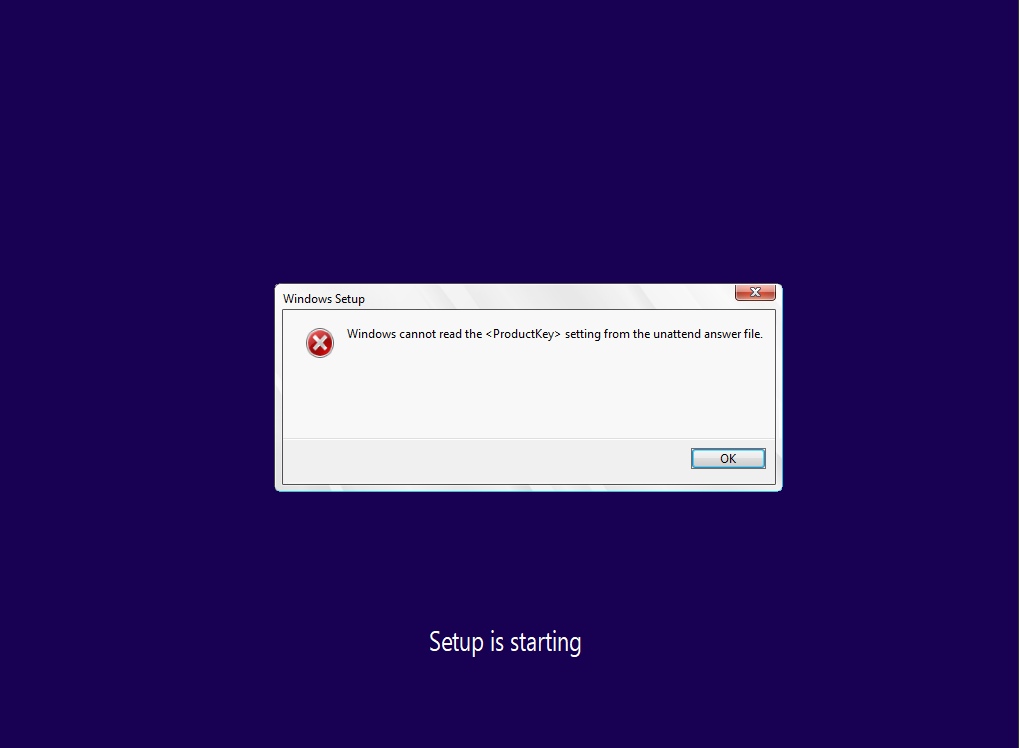 Windows Setup
Windows cannot read the <ProductKey> setting from the unattend answer file.
OK
Setup is starting